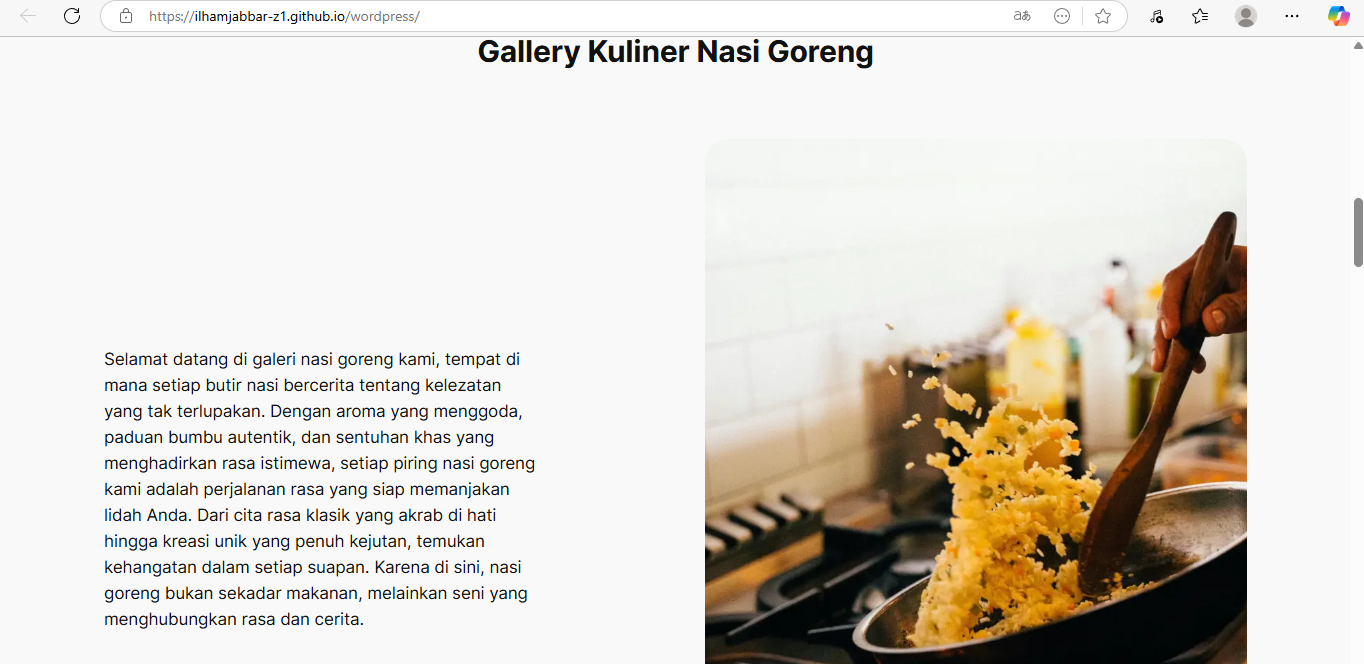 https://ilhamjabbar-z1.github.io/wordpress/
Gallery Kuliner Nasi Goreng
Selamat datang di galeri nasi goreng kami, tempat di
mana setiap butir nasi bercerita tentang kelezatan
yang tak terlupakan. Dengan aroma yang menggoda,
paduan bumbu autentik, dan sentuhan khas yang
menghadirkan rasa istimewa, setiap piring nasi goreng
kami adalah perjalanan rasa yang siap memanjakan
lidah Anda. Dari cita rasa klasik yang akrab di hati
hingga kreasi unik yang penuh kejutan, temukan
kehangatan dalam setiap suapan. Karena di sini, nasi
goreng bukan sekadar makanan, melainkan seni yang
menghubungkan rasa dan cerita.